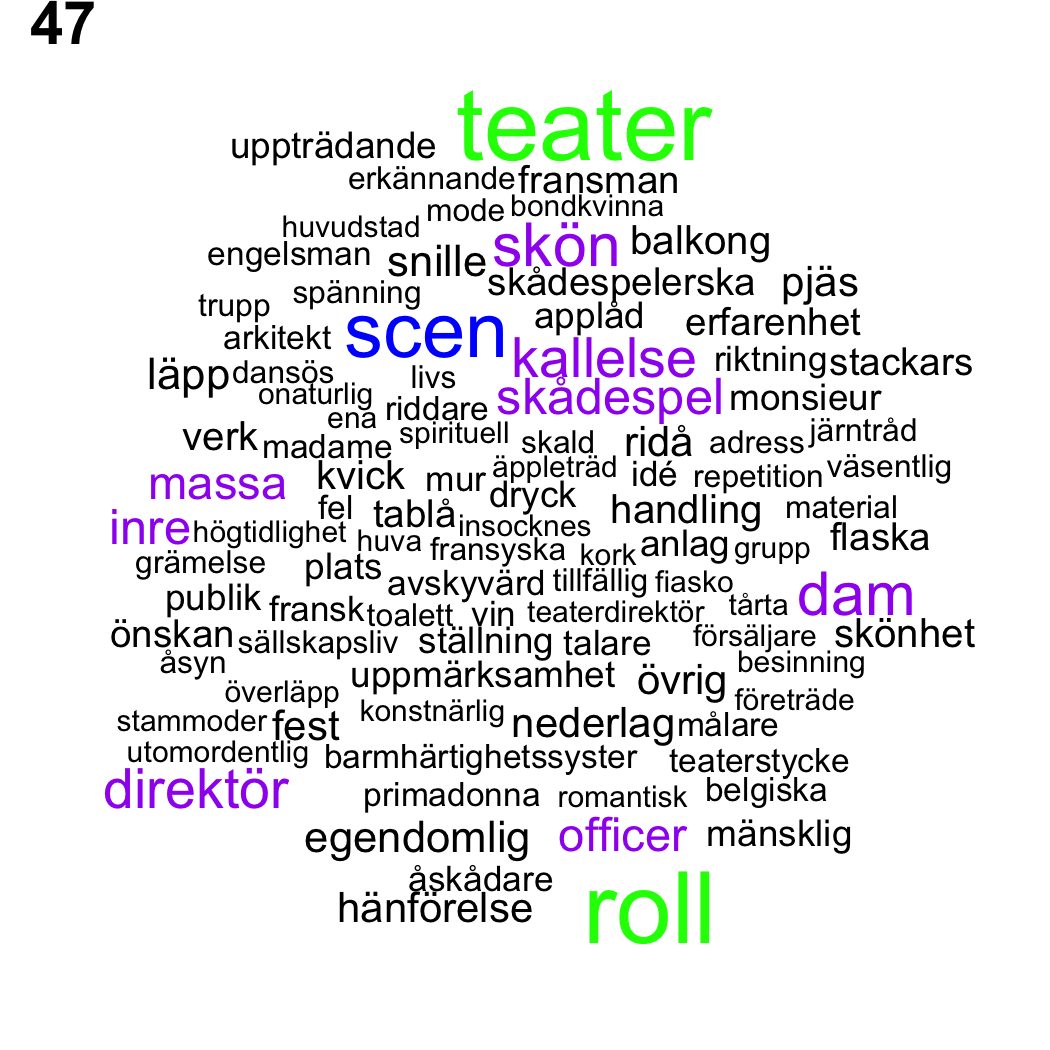 47
teater
uppträdande
erkännande fransman
mode bondkvinna
huvudstad
engelsman snille skön balkong
skådespelerska pjäs
trupp spänning
arkitekt scen applåd erfarenhet
kallelse riktning stackars
läpp dansös livs
onaturlig ena riddare skådespel monsieur
verk madame spirituell skald ridå adress järntråd
massa kvick mur äppleträd idé repetition väsentlig
fel tablå dryck handling material
inre högtidlighet huva insocknes
fransyska kork anlag grupp flaska
grämelse plats avskyvärd tillfällig fiasko
publik fransk toalett vin teaterdirektör tårta dam
önskan sällskapsliv ställning talare försäljare skönhet
åsyn uppmärksamhet övrig besinning
överläpp företräde
stammoder fest konstnärlig nederlag målare
utomordentlig barmhärtighetssyster teaterstycke
direktör primadonna romantisk belgiska
egendomlig officer mänsklig
åskådare
hänförelse roll